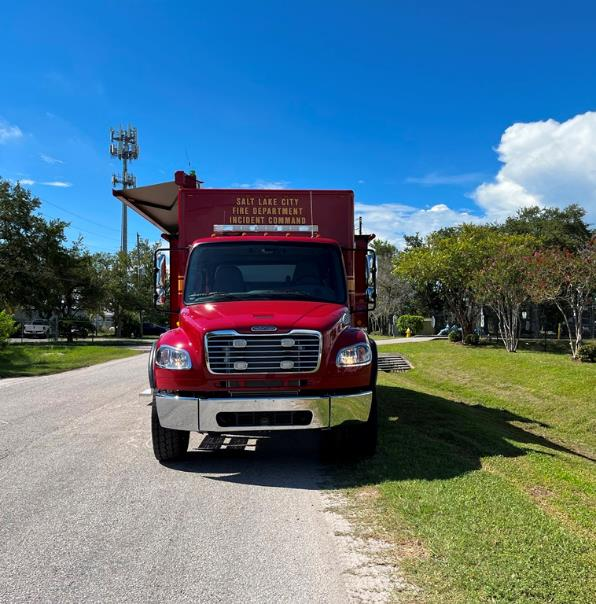 SALT LAKE CITY
FIRE DEPARTMENT
INCIDENT COMMAND